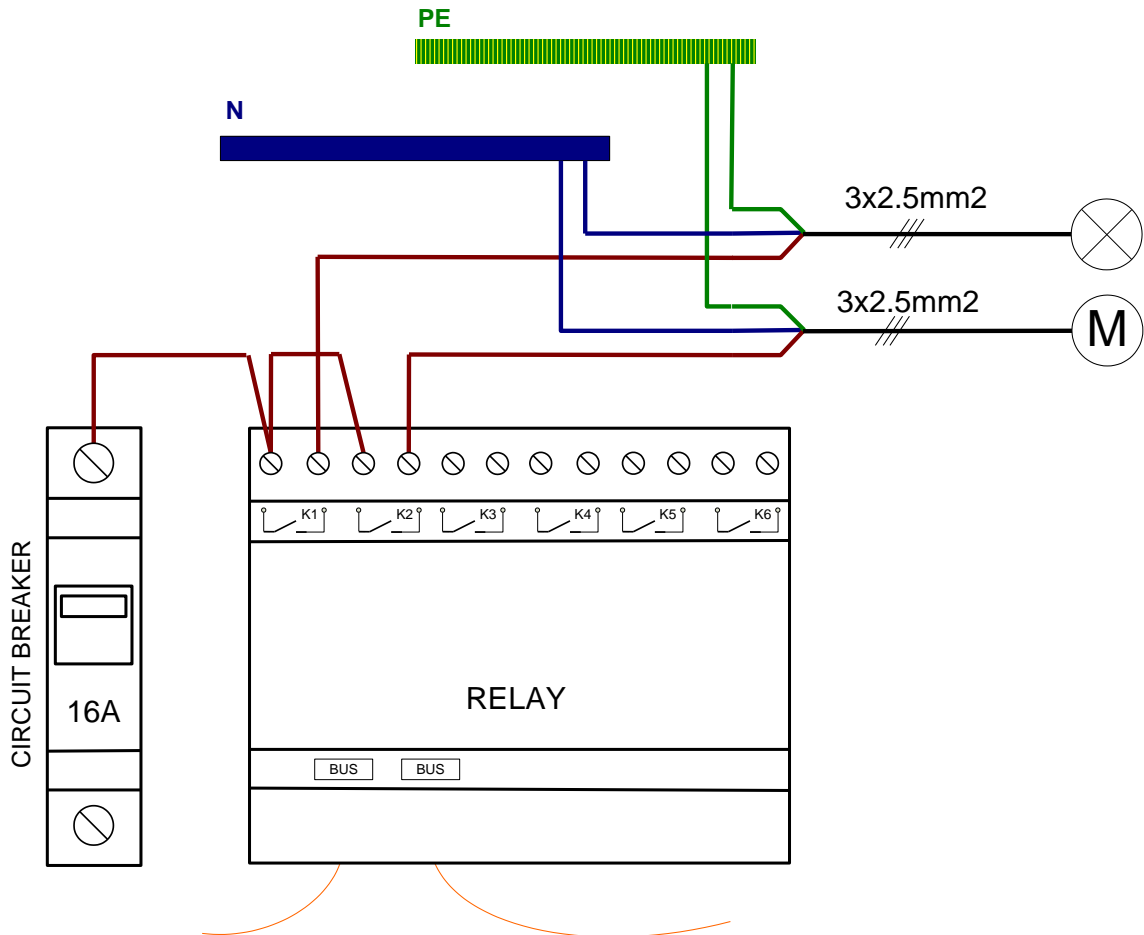 PE
N
3x2.5mm2
3x2.5mm2
M
K1 K2 K3 K4 K5 K6
CIRCUIT BREAKER
16A
RELAY
BUS BUS